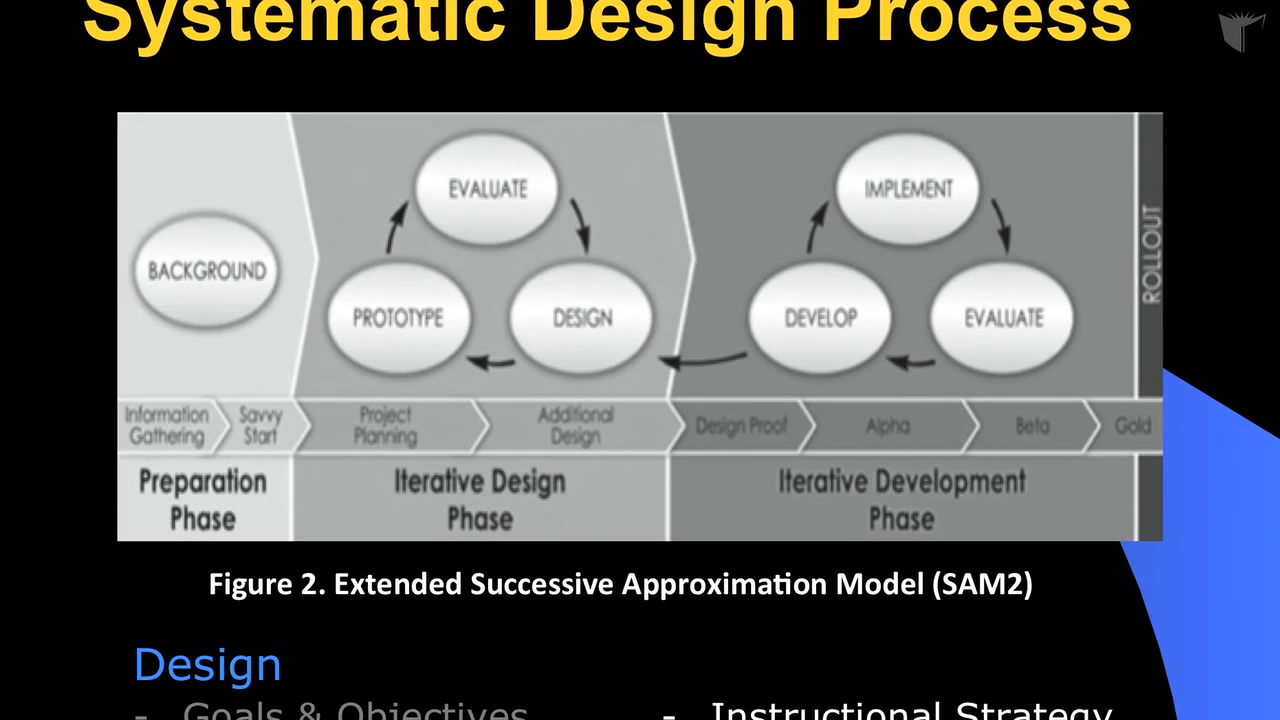 Systematic Design Process
EVALUATE
IMPLEMENT
BACKGROUND
PROTOTYPE
DESIGN
DEVELOP
EVALUATE
ROLLOUT
Information
Gathering
Savvy
Start
Project
Planning
Additional
Design
Design Proof
Alpha
Beta
Gold
Preparation
Phase
Iterative Design
Phase
Iterative Development
Phase
Figure 2. Extended Successive Approximation Model (SAM2)
Design
- Goals & Objectives
- Instructional Strategy